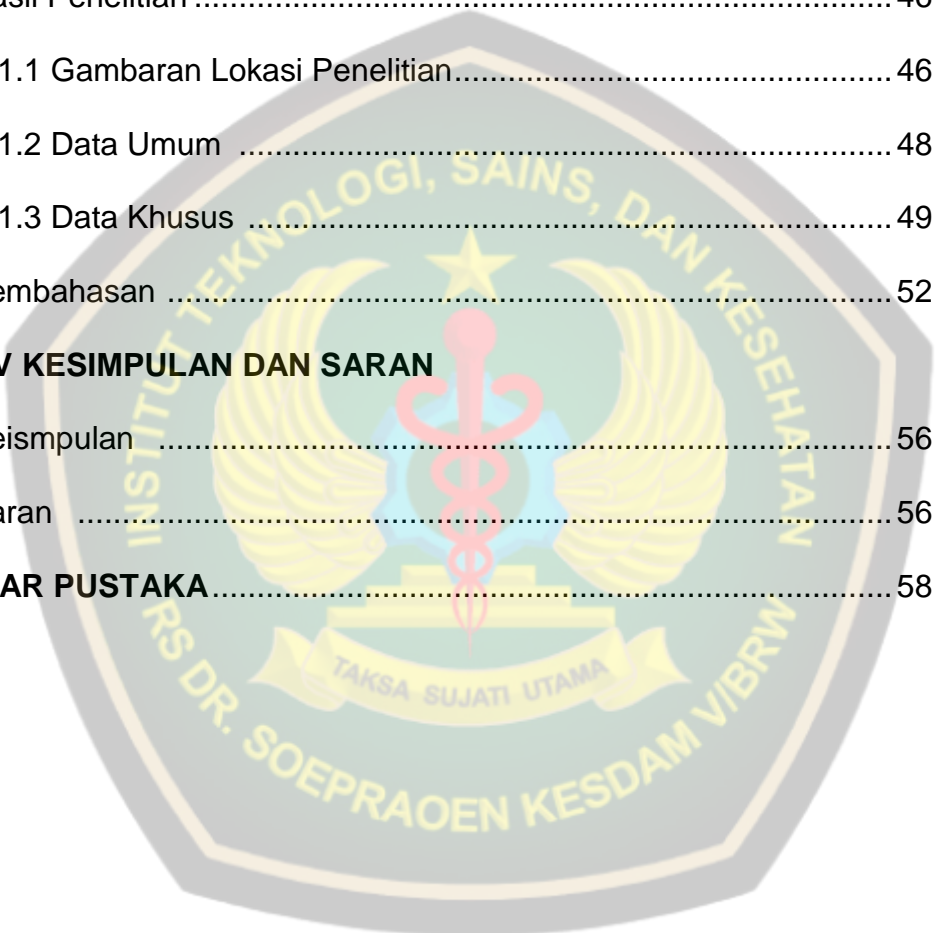 asil Penelitian ........................................................................................ 46
1.1 Gambaran Lokasi Penelitian....................................................... 46
1.2 Data Umum .................................................................................. 48
1.3 Data Khusus ................................................................................. 49
embahasan ........................................................................................... 52
V KESIMPULAN DAN SARAN
eismpulan ............................................................................................ 56
aran ...................................................................................................... 56
AR PUSTAKA...................................................................................... 58
INSTITUT TEKNOLOGI, SAINS, DAN KESEHATAN
TAKSA SUJATI UTAMA
RS DR. SOEPRAOEN KESDAM V/BRW